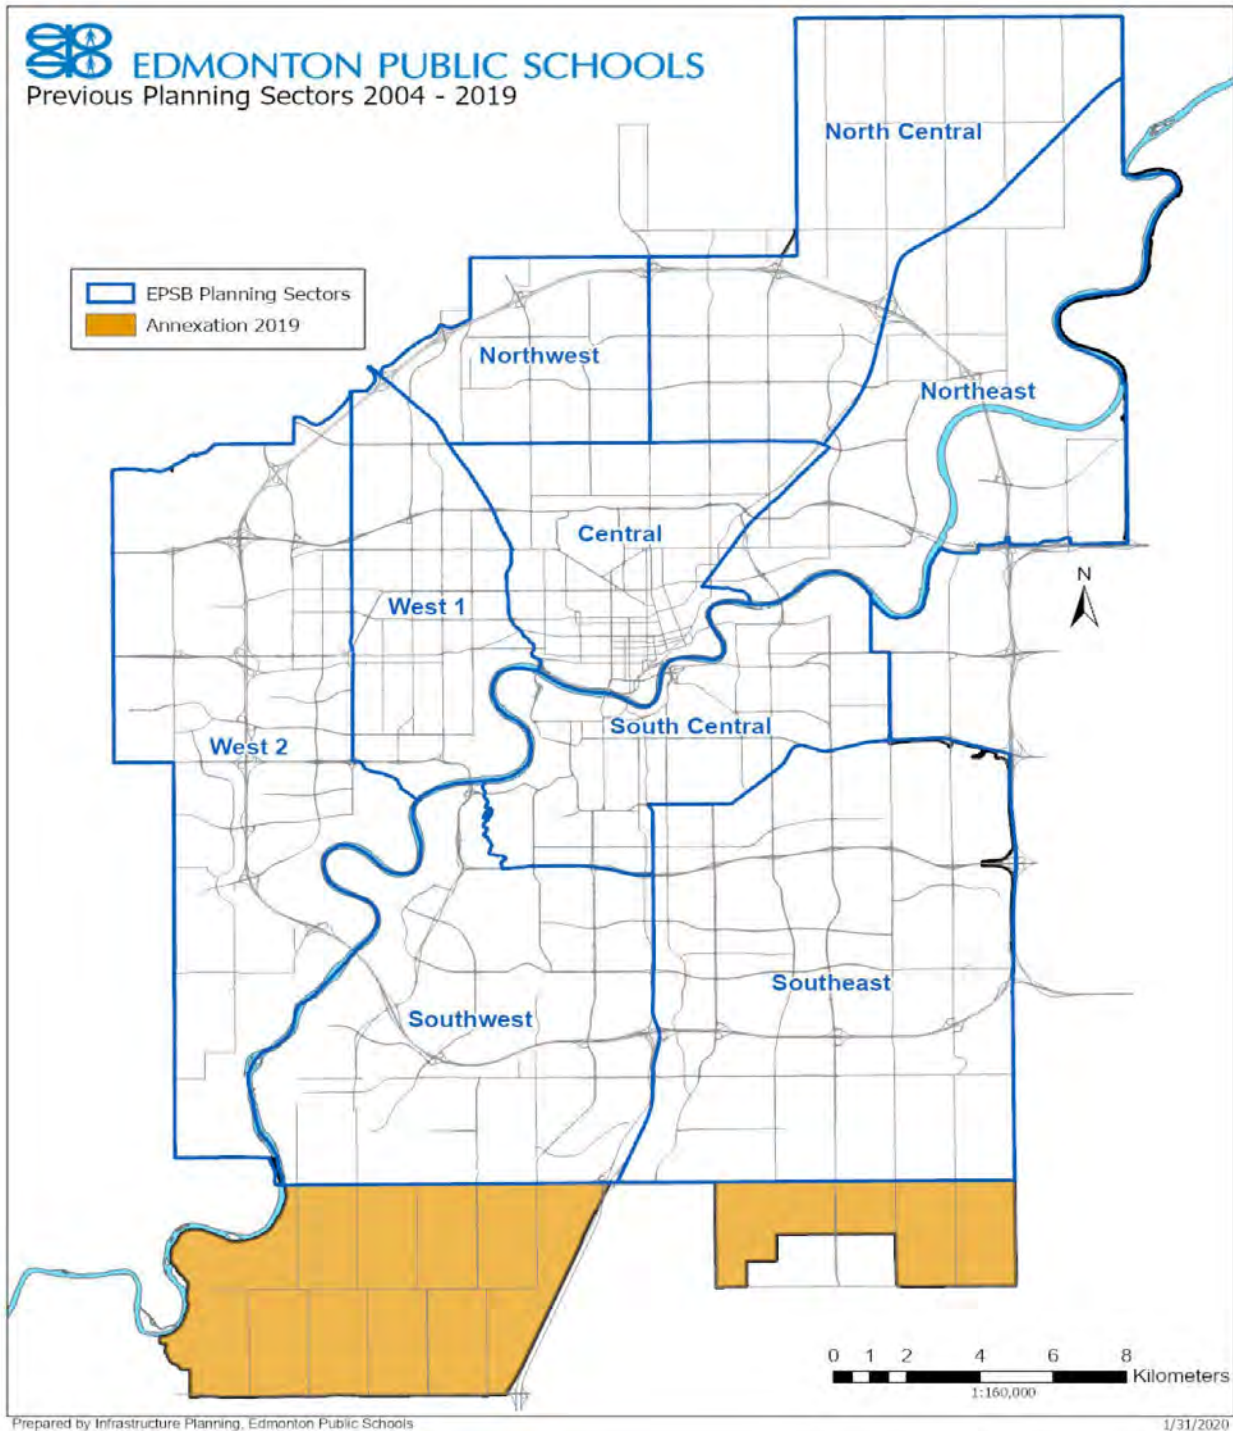 EDMONTON PUBLIC SCHOOLS
Previous Planning Sectors 2004 - 2019
North Central
EPSB Planning Sectors
Annexation 2019
Northwest
Northeast
Central
N
West 1
South Central
West 2
Southeast
Southwest
0 1 2 4 6 8
Kilometers
1:160,000
Prepared by Infrastructure Planning, Edmonton Public Schools
1/31/2020